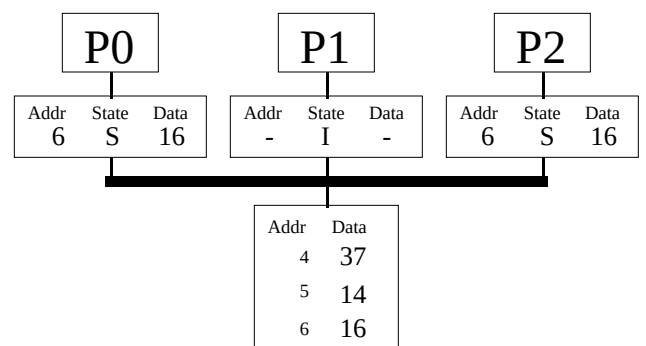 P0 P1 P2
Addr State Data Addr State Data Addr State Data
6 S 16 - I - 6 S 16
Addr Data
4 37
5 14
6 16